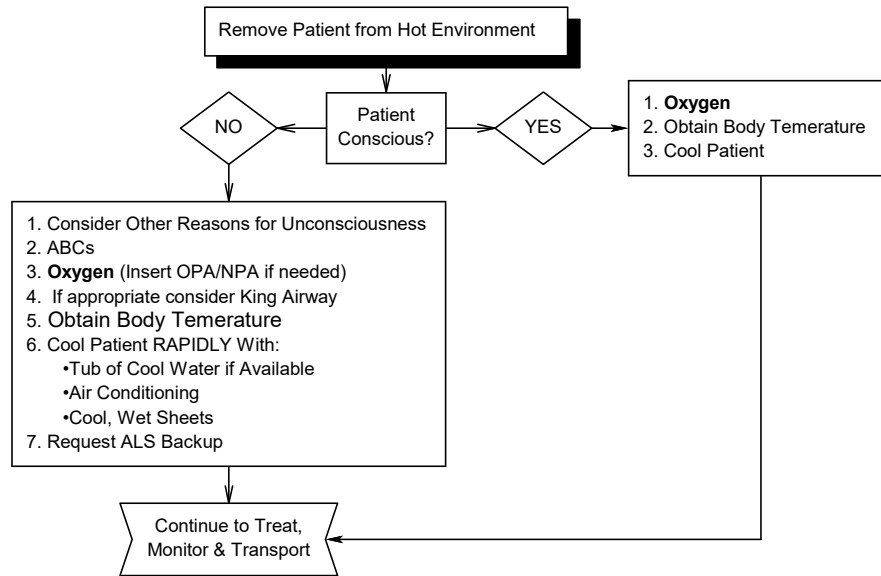 Remove Patient from Hot Environment
Patient
Conscious?
NO
YES
1. Oxygen
2. Obtain Body Temerature
3. Cool Patient
1. Consider Other Reasons for Unconsciousness
2. ABCs
3. Oxygen (Insert OPA/NPA if needed)
4. If appropriate consider King Airway
5. Obtain Body Temerature
6. Cool Patient RAPIDLY With:
•Tub of Cool Water if Available
•Air Conditioning
•Cool, Wet Sheets
7. Request ALS Backup
Continue to Treat,
Monitor & Transport